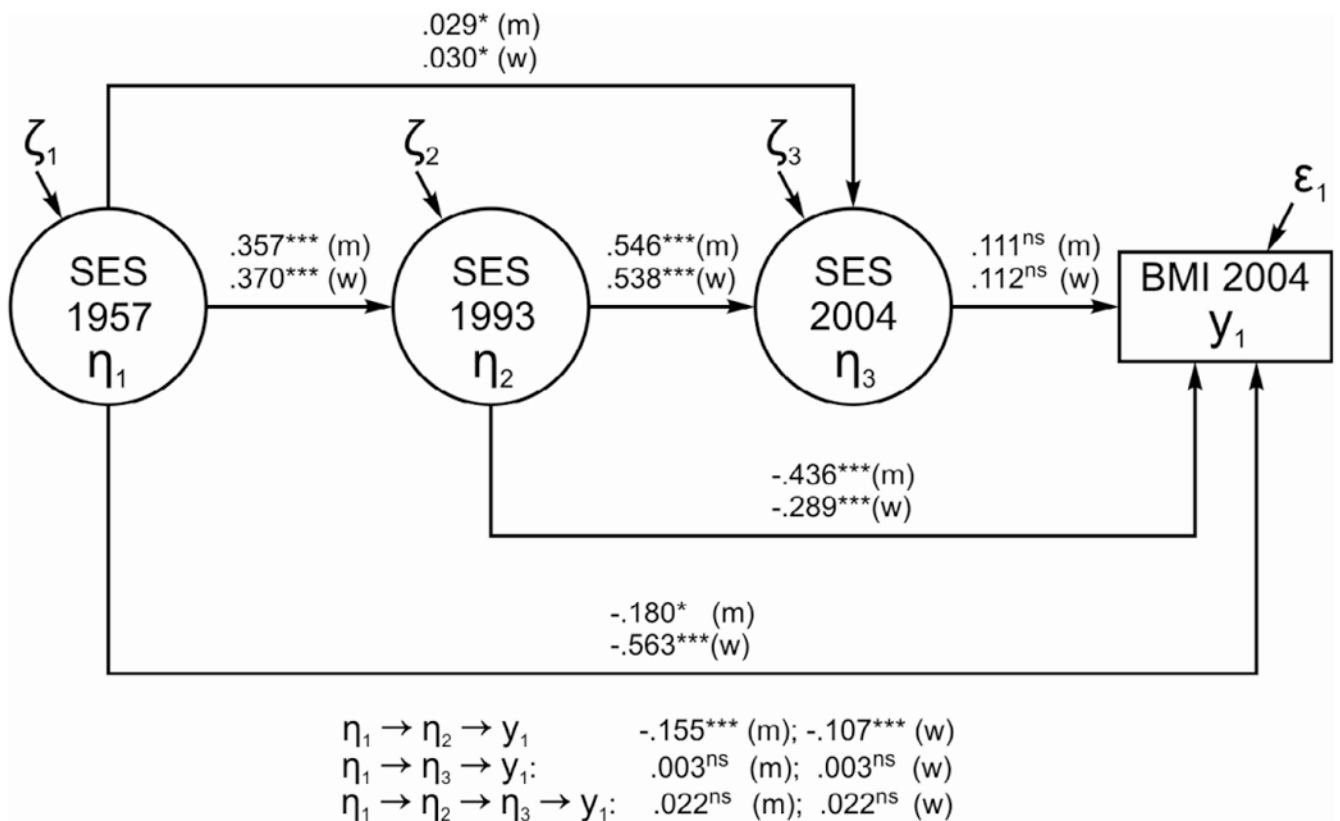 .029* (m)
.030* (w)
ζ₁
ζ₂
ζ₃
ε₁
SES
1957
η₁
.357*** (m)
.370*** (w)
SES
1993
η₂
.546***(m)
.538***(w)
SES
2004
η₃
.111ⁿˢ (m)
.112ⁿˢ (w)
BMI 2004
y₁
-.436***(m)
-.289***(w)
-.180* (m)
-.563***(w)
η₁ → η₂ → y₁ -.155*** (m); -.107*** (w)
η₁ → η₃ → y₁: .003ⁿˢ (m); .003ⁿˢ (w)
η₁ → η₂ → η₃ → y₁: .022ⁿˢ (m); .022ⁿˢ (w)